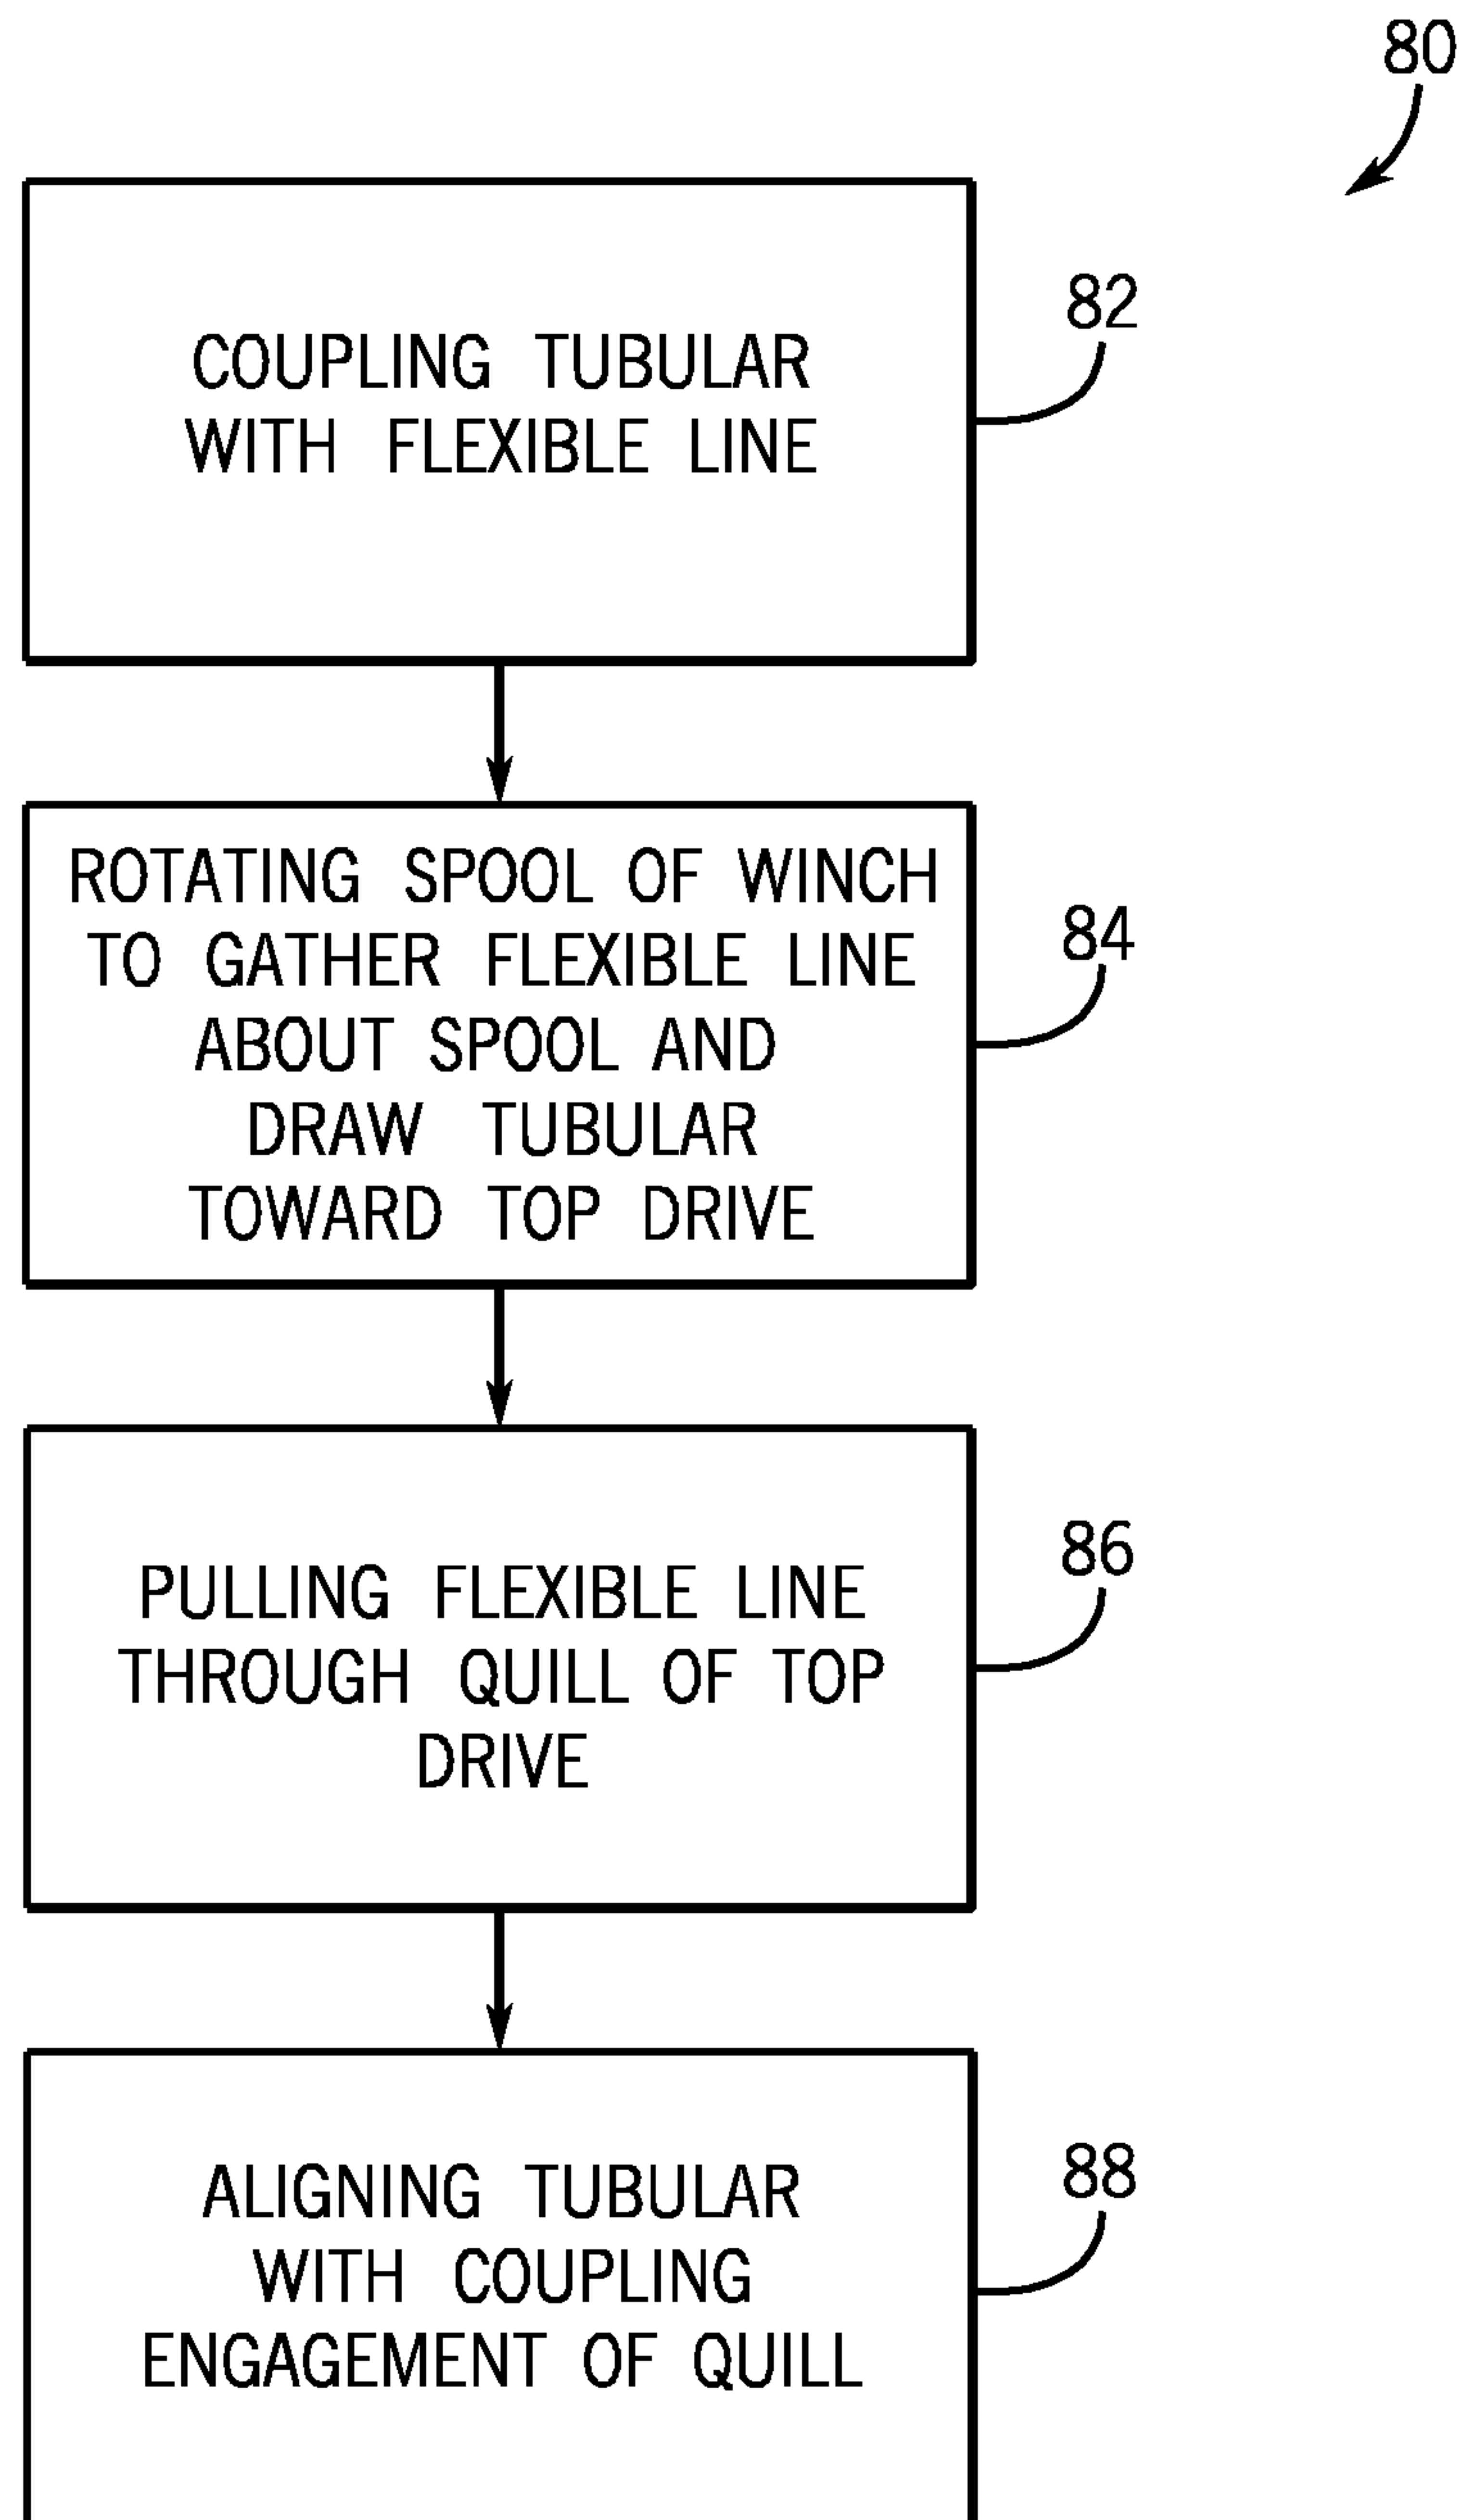 80
82
COUPLING TUBULAR
WITH FLEXIBLE LINE
ROTATING SPOOL OF WINCH
TO GATHER FLEXIBLE LINE
ABOUT SPOOL AND
DRAW TUBULAR
TOWARD TOP DRIVE
84
PULLING FLEXIBLE LINE
THROUGH QUILL OF TOP
DRIVE
86
ALIGNING TUBULAR
WITH COUPLING
ENGAGEMENT OF QUILL
88